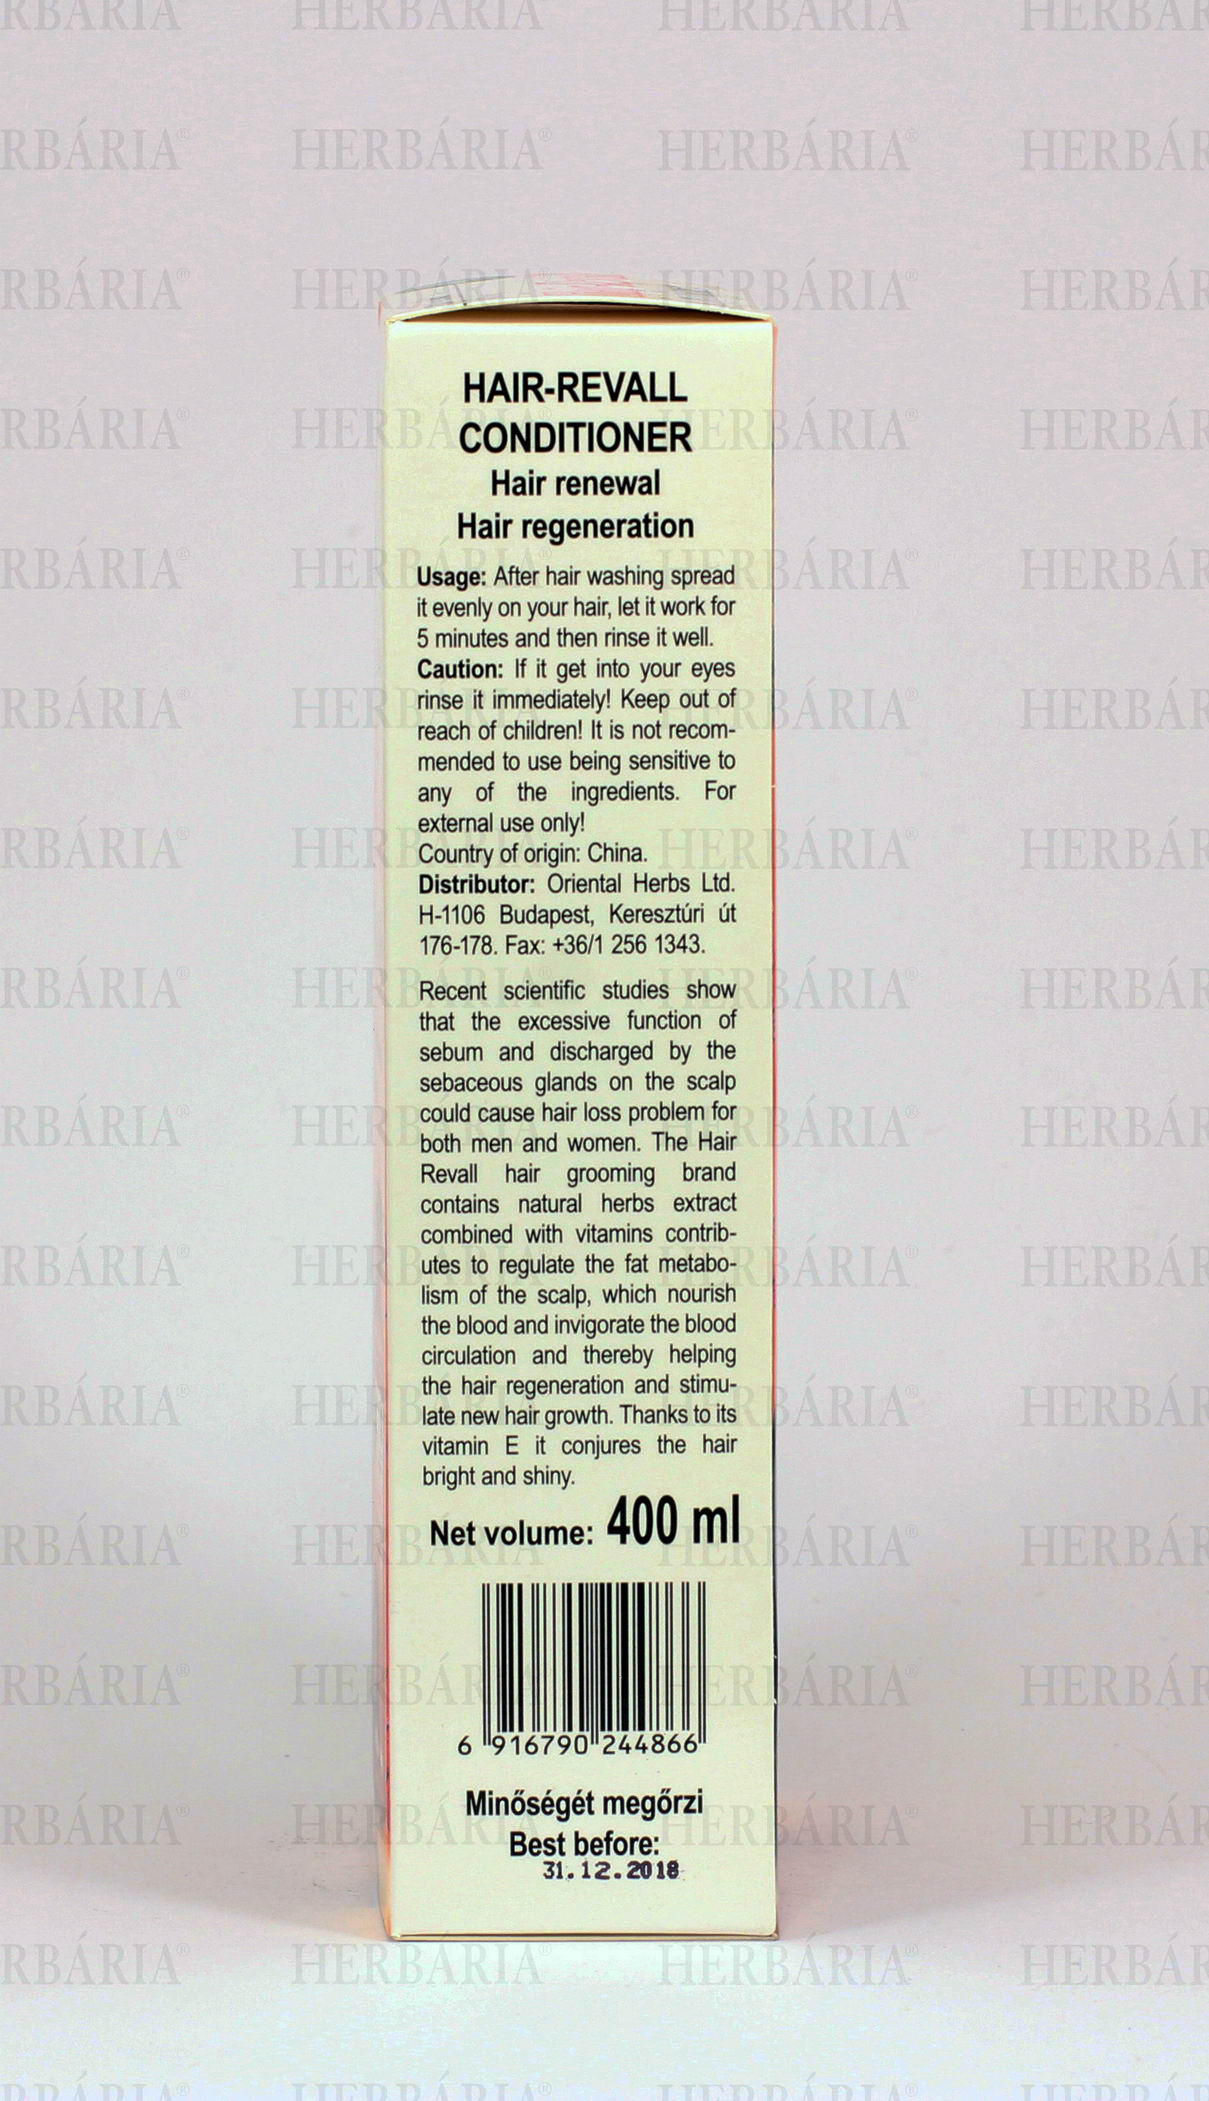 HERBÁRIA
HAIR-REVALL
CONDITIONER
Hair renewal
Hair regeneration
Usage: After hair washing spread
it evenly on your hair, let it work for
5 minutes and then rinse it well.
Caution: If it get into your eyes
rinse it immediately! Keep out of
reach of children! It is not recom-
mended to use being sensitive to
any of the ingredients. For
external use only!
Country of origin: China.
Distributor: Oriental Herbs Ltd.
H-1106 Budapest, Keresztúri út
176-178. Fax: +36/1 256 1343.
Recent scientific studies show
that the excessive function of
sebum and discharged by the
sebaceous glands on the scalp
could cause hair loss problem for
both men and women. The Hair
Revall hair grooming brand
contains natural herbs extract
combined with vitamins contrib-
utes to regulate the fat metabo-
lism of the scalp, which nourish
the blood and invigorate the blood
circulation and thereby helping
the hair regeneration and stimu-
late new hair growth. Thanks to its
vitamin E it conjures the hair
bright and shiny.
Net volume: 400 ml
6 916790 244866
Minőségét megőrzi
Best before:
31.12.2018